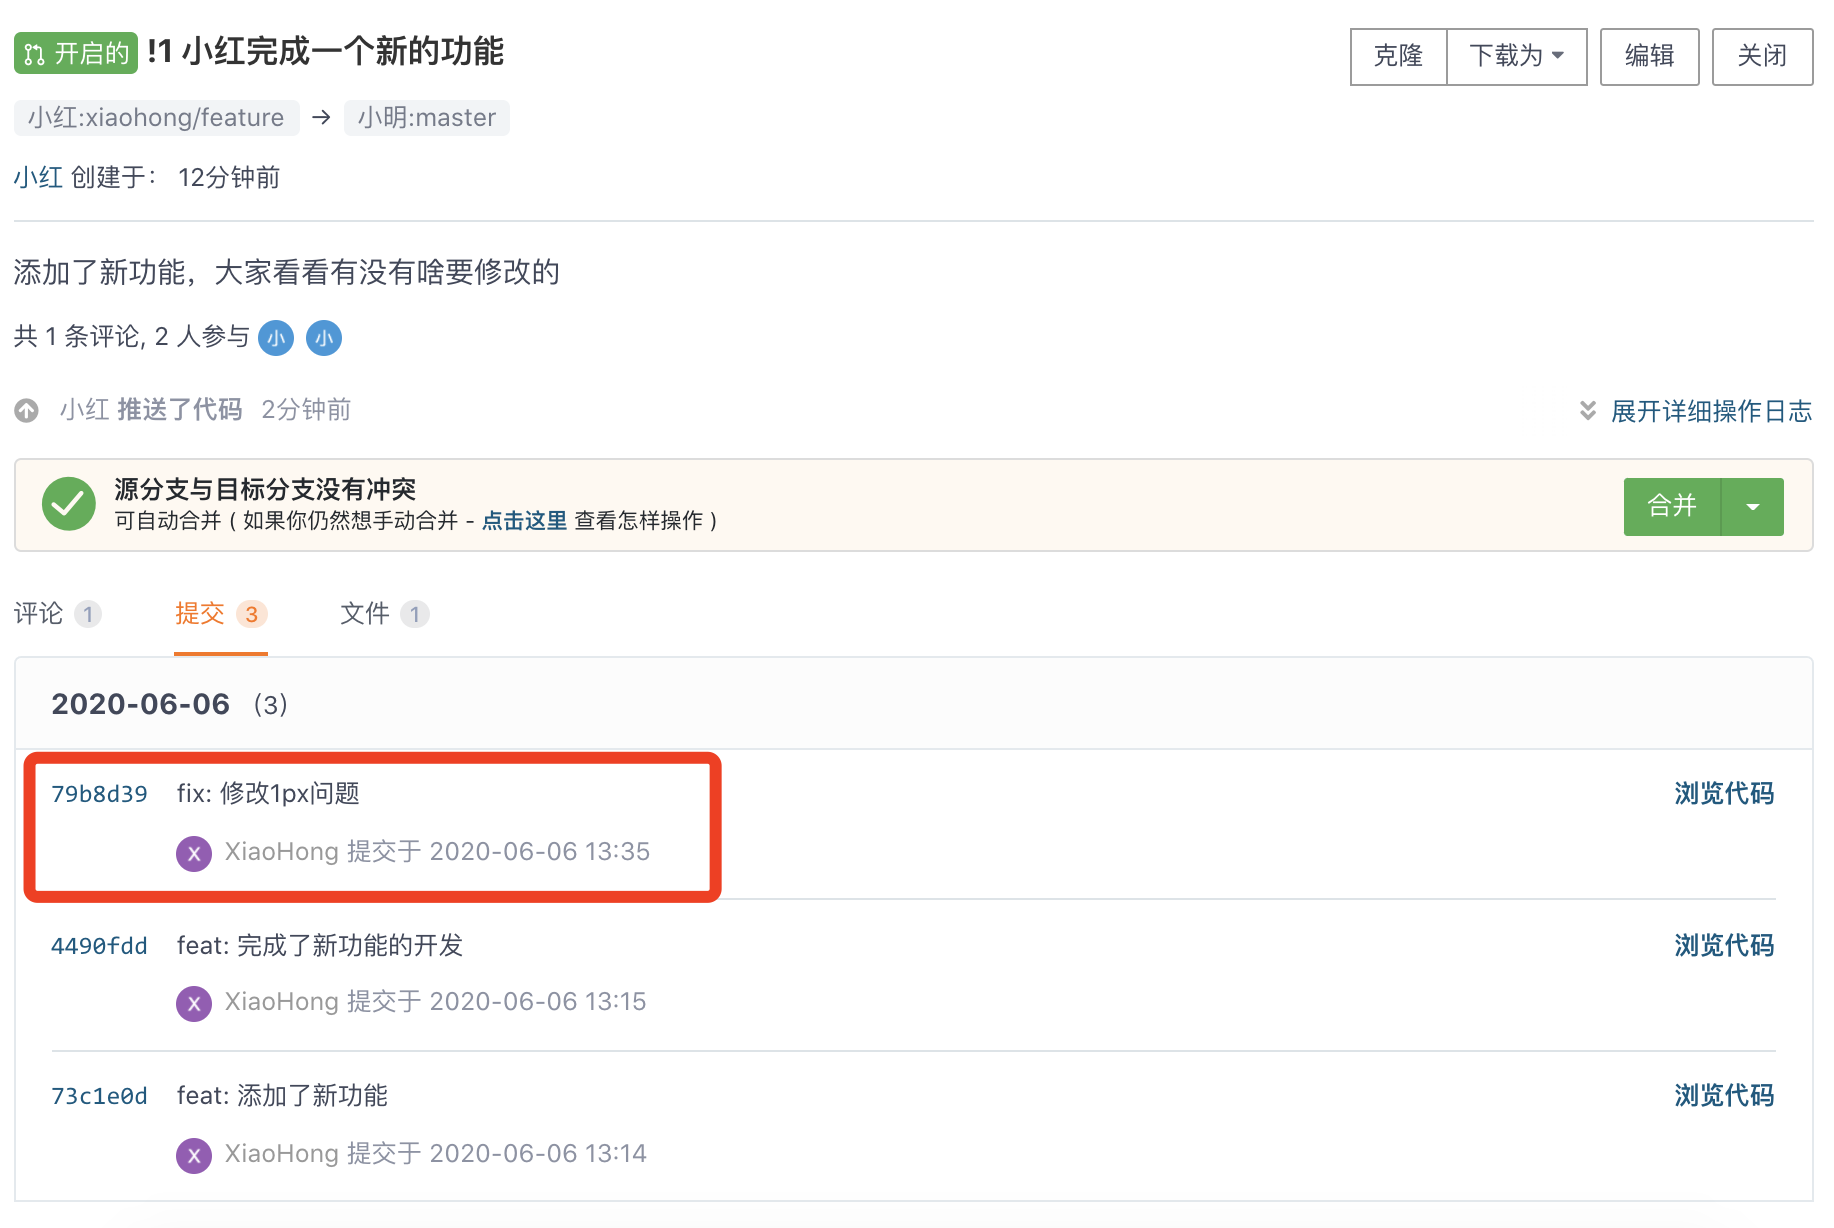 开启的 !1 小红完成一个新的功能
克隆 下载为 编辑 关闭
小红:xiaohong/feature → 小明:master
小红 创建于： 12分钟前
添加了新功能，大家看看有没有啥要修改的
共 1 条评论, 2 人参与 小 小
小红 推送了代码 2分钟前 展开详细操作日志
源分支与目标分支没有冲突
可自动合并 ( 如果你仍然想手动合并 - 点击这里 查看怎样操作 )
合并
评论 1 提交 3 文件 1
2020-06-06 (3)
79b8d39 fix: 修改1px问题 浏览代码
X XiaoHong 提交于 2020-06-06 13:35
4490fdd feat: 完成了新功能的开发 浏览代码
X XiaoHong 提交于 2020-06-06 13:15
73c1e0d feat: 添加了新功能 浏览代码
X XiaoHong 提交于 2020-06-06 13:14